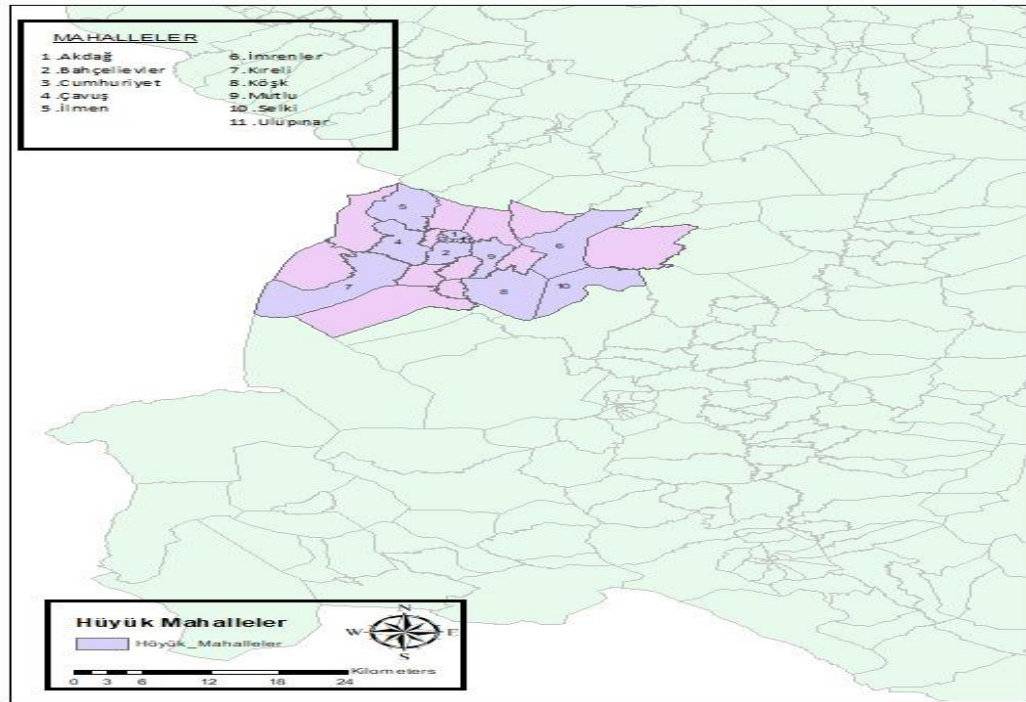 MAHALLELER
1 .Akdağ
2 .Bahçelievler
3 .Cumhuriyet
4 .Çavuş
5 .İlmen
6 .İmrenler
7 .Kıreli
8 .Köşk
9 .Mutlu
10 .Selki
11 .Ulupınar
5
1
4
2
9
6
7
8
10
Hüyük Mahalleler
Höyük_Mahalleler
N
W
E
S
Kilometers
0 3 6 12 18 24